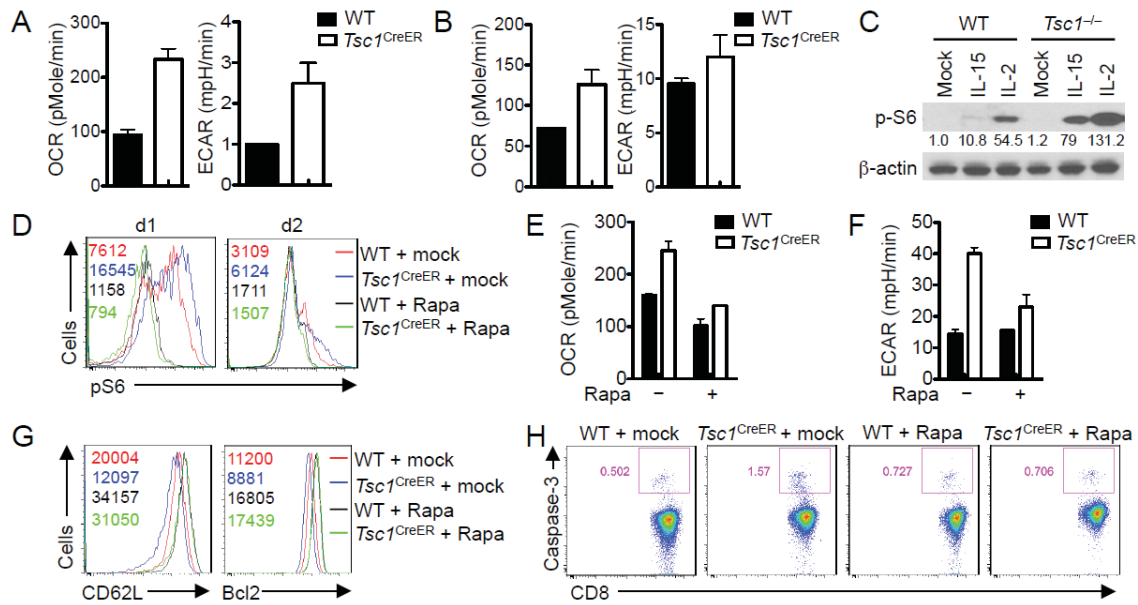 A
OCR (pMole/min)
300
200
100
0
ECAR (mpH/min)
4
3
2
1
0
WT
Tsc1CreER
B
OCR (pMole/min)
200
150
100
50
0
ECAR (mpH/min)
15
10
5
0
WT
Tsc1CreER
C
WT
Tsc1–/–
Mock
IL-15
IL-2
Mock
IL-15
IL-2
p-S6
1.0 10.8 54.5 1.2 79 131.2
β-actin
D
d1
d2
7612
16545
1158
794
3109
6124
1711
1507
WT + mock
Tsc1CreER + mock
WT + Rapa
Tsc1CreER + Rapa
Cells
pS6
E
OCR (pMole/min)
300
200
100
0
WT
Tsc1CreER
Rapa – +
F
ECAR (mpH/min)
50
40
30
20
10
0
WT
Tsc1CreER
Rapa – +
G
20004
12097
34157
31050
11200
8881
16805
17439
WT + mock
Tsc1CreER + mock
WT + Rapa
Tsc1CreER + Rapa
Cells
CD62L
Bcl2
H
WT + mock
Tsc1CreER + mock
WT + Rapa
Tsc1CreER + Rapa
0.502
1.57
0.727
0.706
Caspase-3
CD8